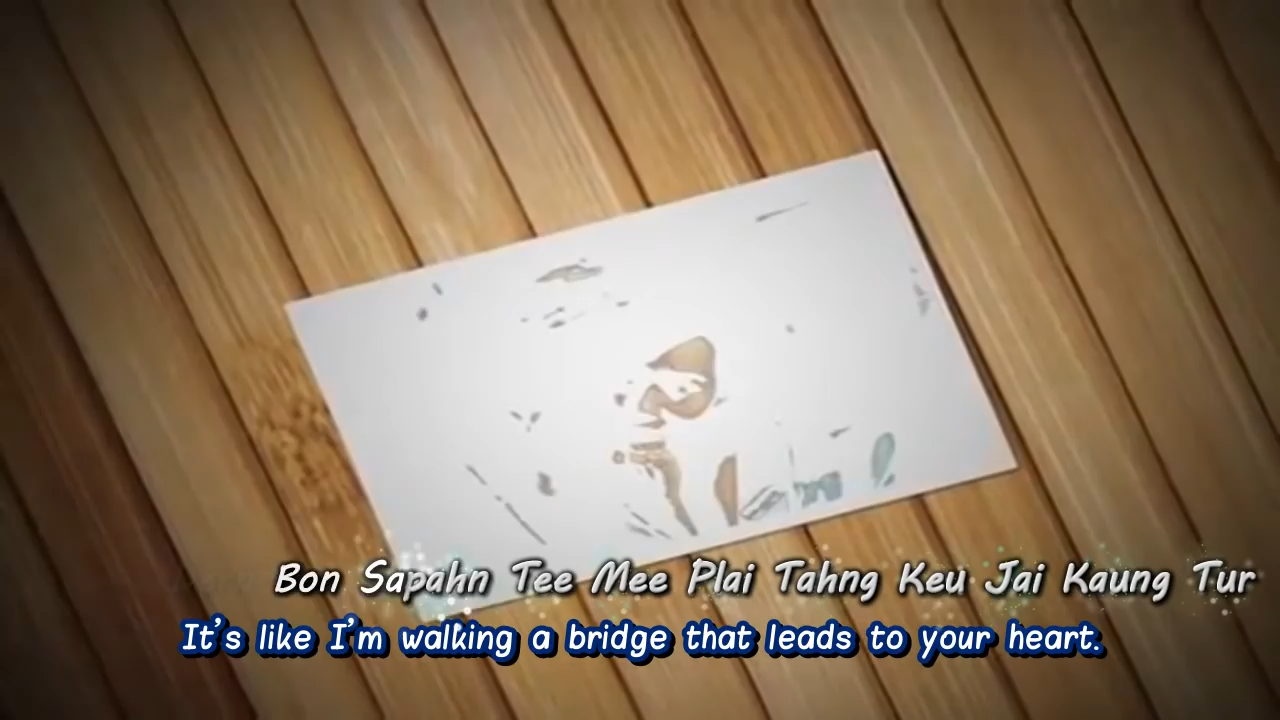 Bon Sapahn Tee Mee Plai Tahng Keu Jai Kaung Tur
It's like I'm walking a bridge that leads to your heart.